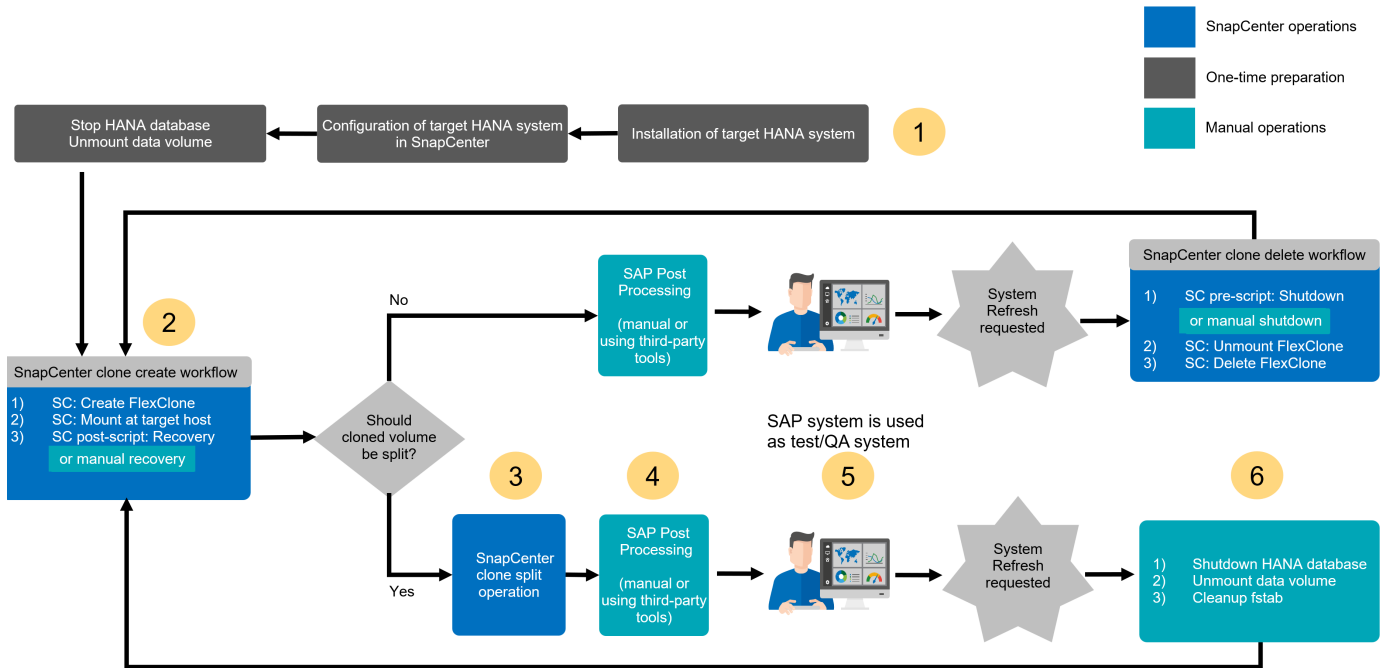 SnapCenter operations
One-time preparation
Manual operations
Stop HANA database
Unmount data volume
Configuration of target HANA system
in SnapCenter
Installation of target HANA system
1
2
SnapCenter clone create workflow
1) SC: Create FlexClone
2) SC: Mount at target host
3) SC post-script: Recovery
or manual recovery
Should
cloned volume
be split?
No
SAP Post
Processing
(manual or
using third-party
tools)
System
Refresh
requested
SnapCenter clone delete workflow
1) SC pre-script: Shutdown
or manual shutdown
2) SC: Unmount FlexClone
3) SC: Delete FlexClone
SAP system is used
as test/QA system
Yes
3
SnapCenter
clone split
operation
4
SAP Post
Processing
(manual or
using third-party
tools)
5
System
Refresh
requested
6
1) Shutdown HANA database
2) Unmount data volume
3) Cleanup fstab